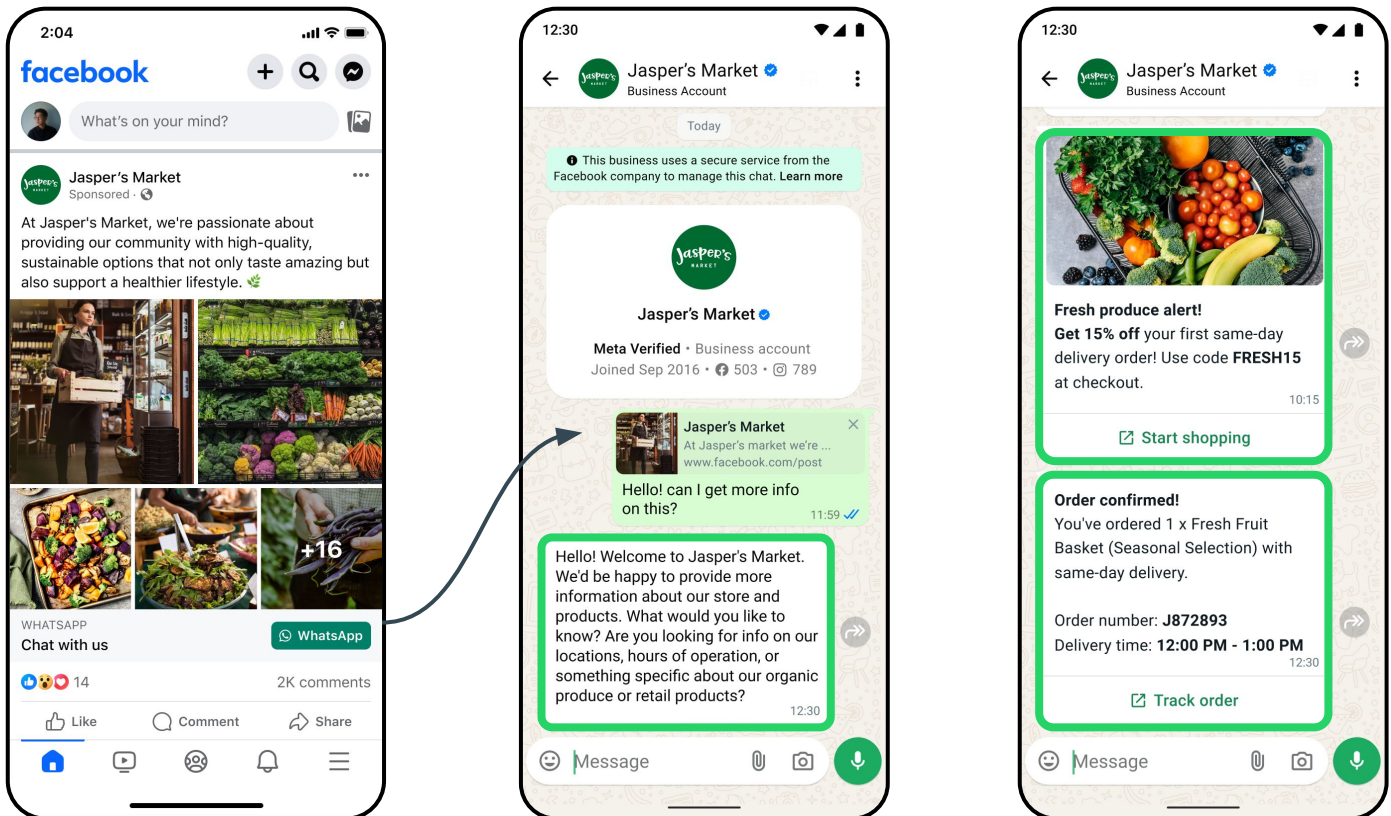 2:04
facebook
What's on your mind?
Jasper's
MARKET
Jasper's Market
Sponsored ·
At Jasper's Market, we're passionate about
providing our community with high-quality,
sustainable options that not only taste amazing but
also support a healthier lifestyle. 🌿
+16
WHATSAPP
Chat with us
WhatsApp
14
2K comments
Like
Comment
Share
12:30
Jasper's
MARKET
Jasper's Market
Business Account
Today
This business uses a secure service from the
Facebook company to manage this chat. Learn more
Jasper's
MARKET
Jasper's Market
Meta Verified • Business account
Joined Sep 2016 • 503 • 789
Jasper's Market
At Jasper's market we're ...
www.facebook.com/post
Hello! can I get more info
on this?
11:59
Hello! Welcome to Jasper's Market.
We'd be happy to provide more
information about our store and
products. What would you like to
know? Are you looking for info on our
locations, hours of operation, or
something specific about our organic
produce or retail products?
12:30
Message
12:30
Jasper's
MARKET
Jasper's Market
Business Account
Fresh produce alert!
Get 15% off your first same-day
delivery order! Use code FRESH15
at checkout.
10:15
Start shopping
Order confirmed!
You've ordered 1 x Fresh Fruit
Basket (Seasonal Selection) with
same-day delivery.
Order number: J872893
Delivery time: 12:00 PM - 1:00 PM
12:30
Track order
Message